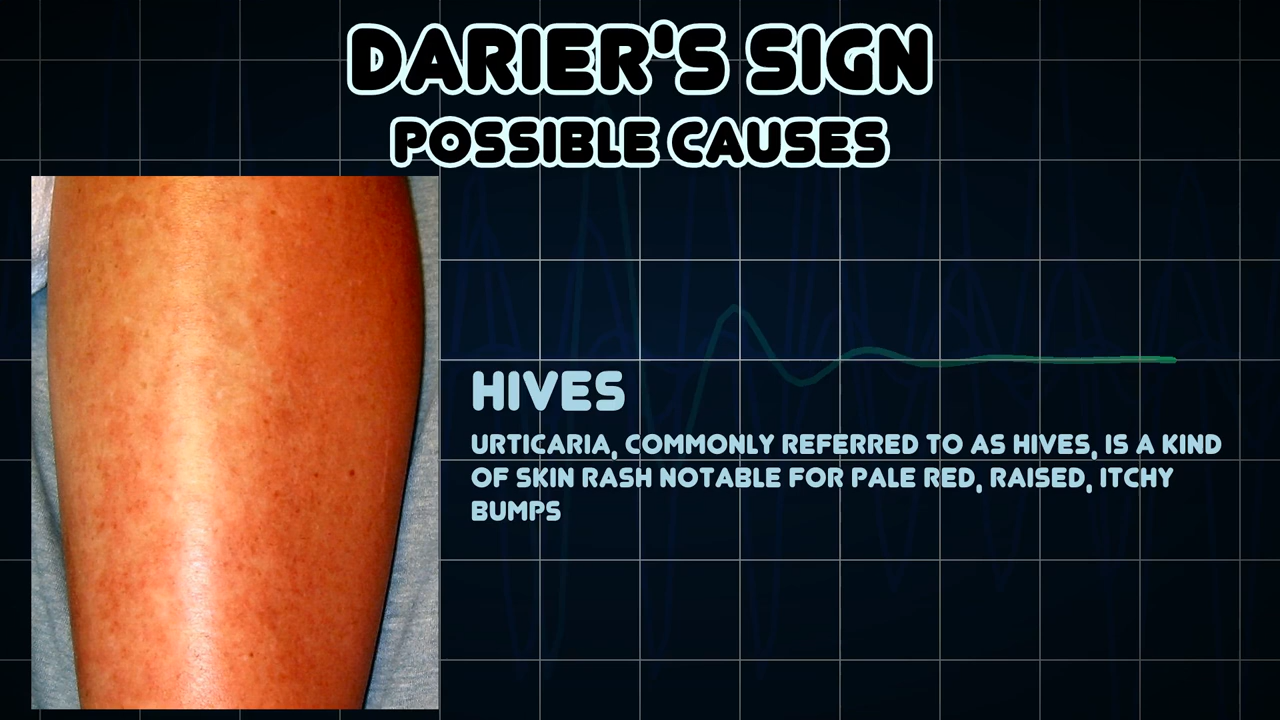 DARIER'S SIGN
POSSIBLE CAUSES
HIVES
URTICARIA, COMMONLY REFERRED TO AS HIVES, IS A KIND
OF SKIN RASH NOTABLE FOR PALE RED, RAISED, ITCHY
BUMPS